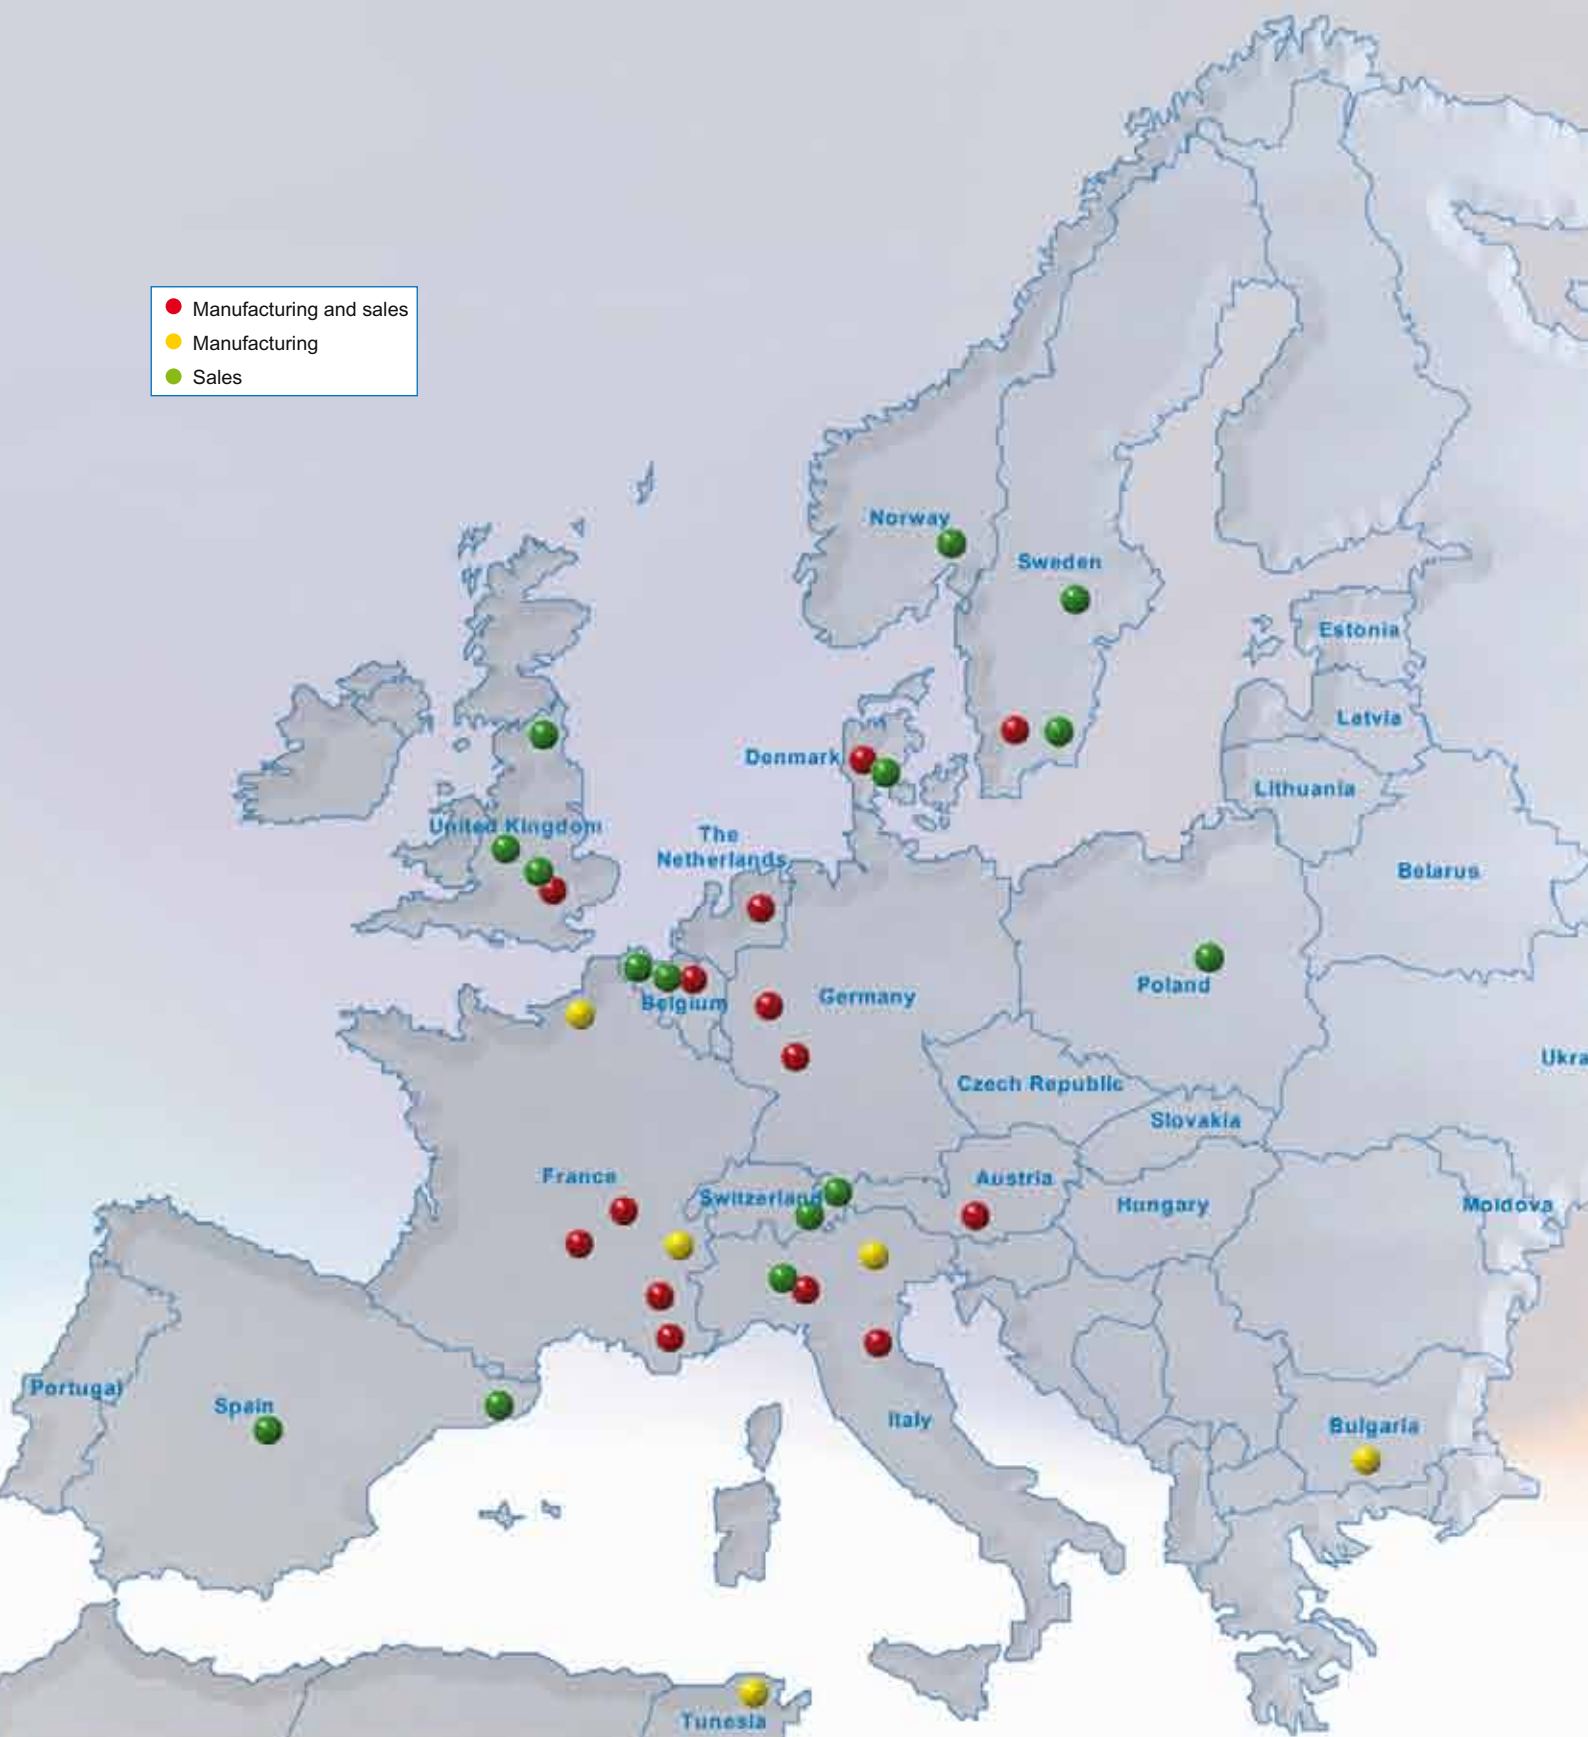 Manufacturing and sales
Manufacturing
Sales
Norway
Sweden
Estonia
Latvia
Denmark
Lithuania
United Kingdom
The
Netherlands
Belarus
Poland
Germany
Belgium
Ukra
Czech Republic
Slovakia
France
Austria
Switzerland
Hungary
Moldova
Portugal
Spain
Italy
Bulgaria
Tunesia